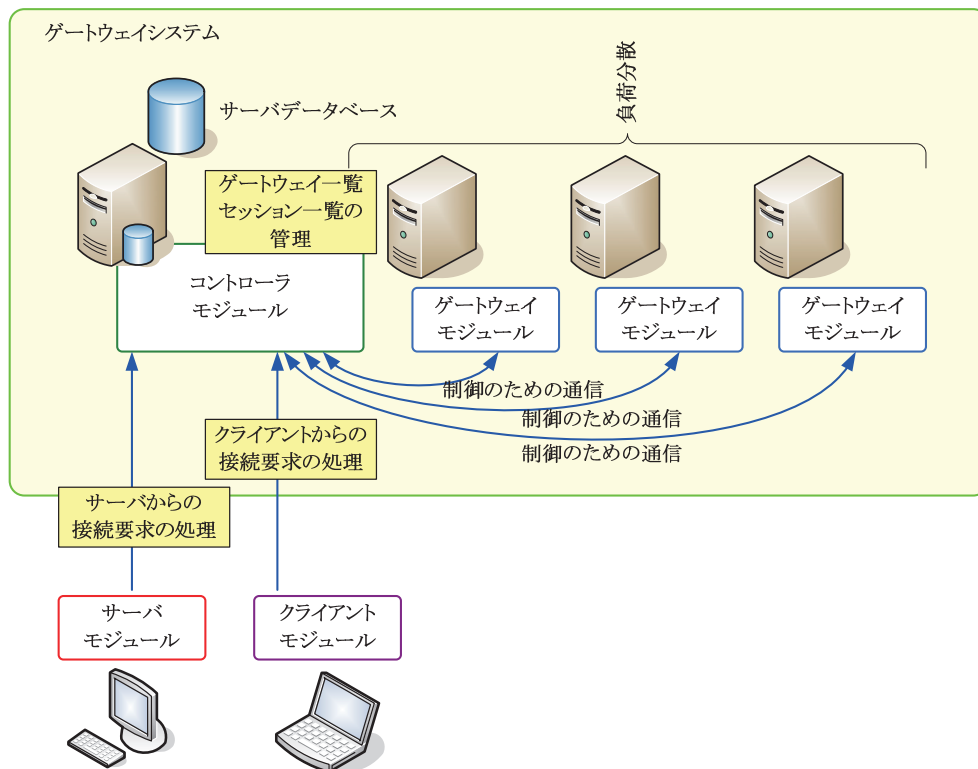 ゲートウェイシステム
負荷分散
サーバデータベース
ゲートウェイ一覧
セッション一覧の
管理
コントローラ
モジュール
ゲートウェイ
モジュール
ゲートウェイ
モジュール
ゲートウェイ
モジュール
制御のための通信
制御のための通信
制御のための通信
クライアントからの
接続要求の処理
サーバからの
接続要求の処理
サーバ
モジュール
クライアント
モジュール